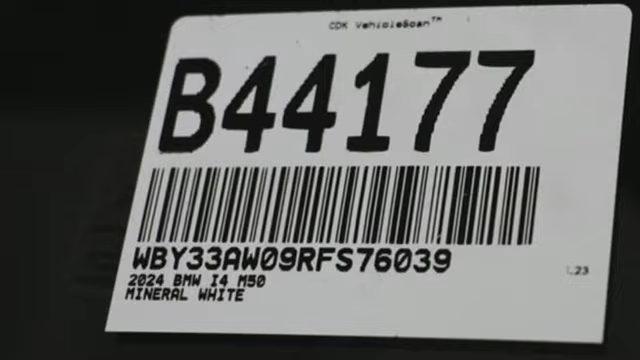 CDK VehicleScan™
B44177
WBY33AW09RFS76039
2024 BMW I4 M50
MINERAL WHITE
L23